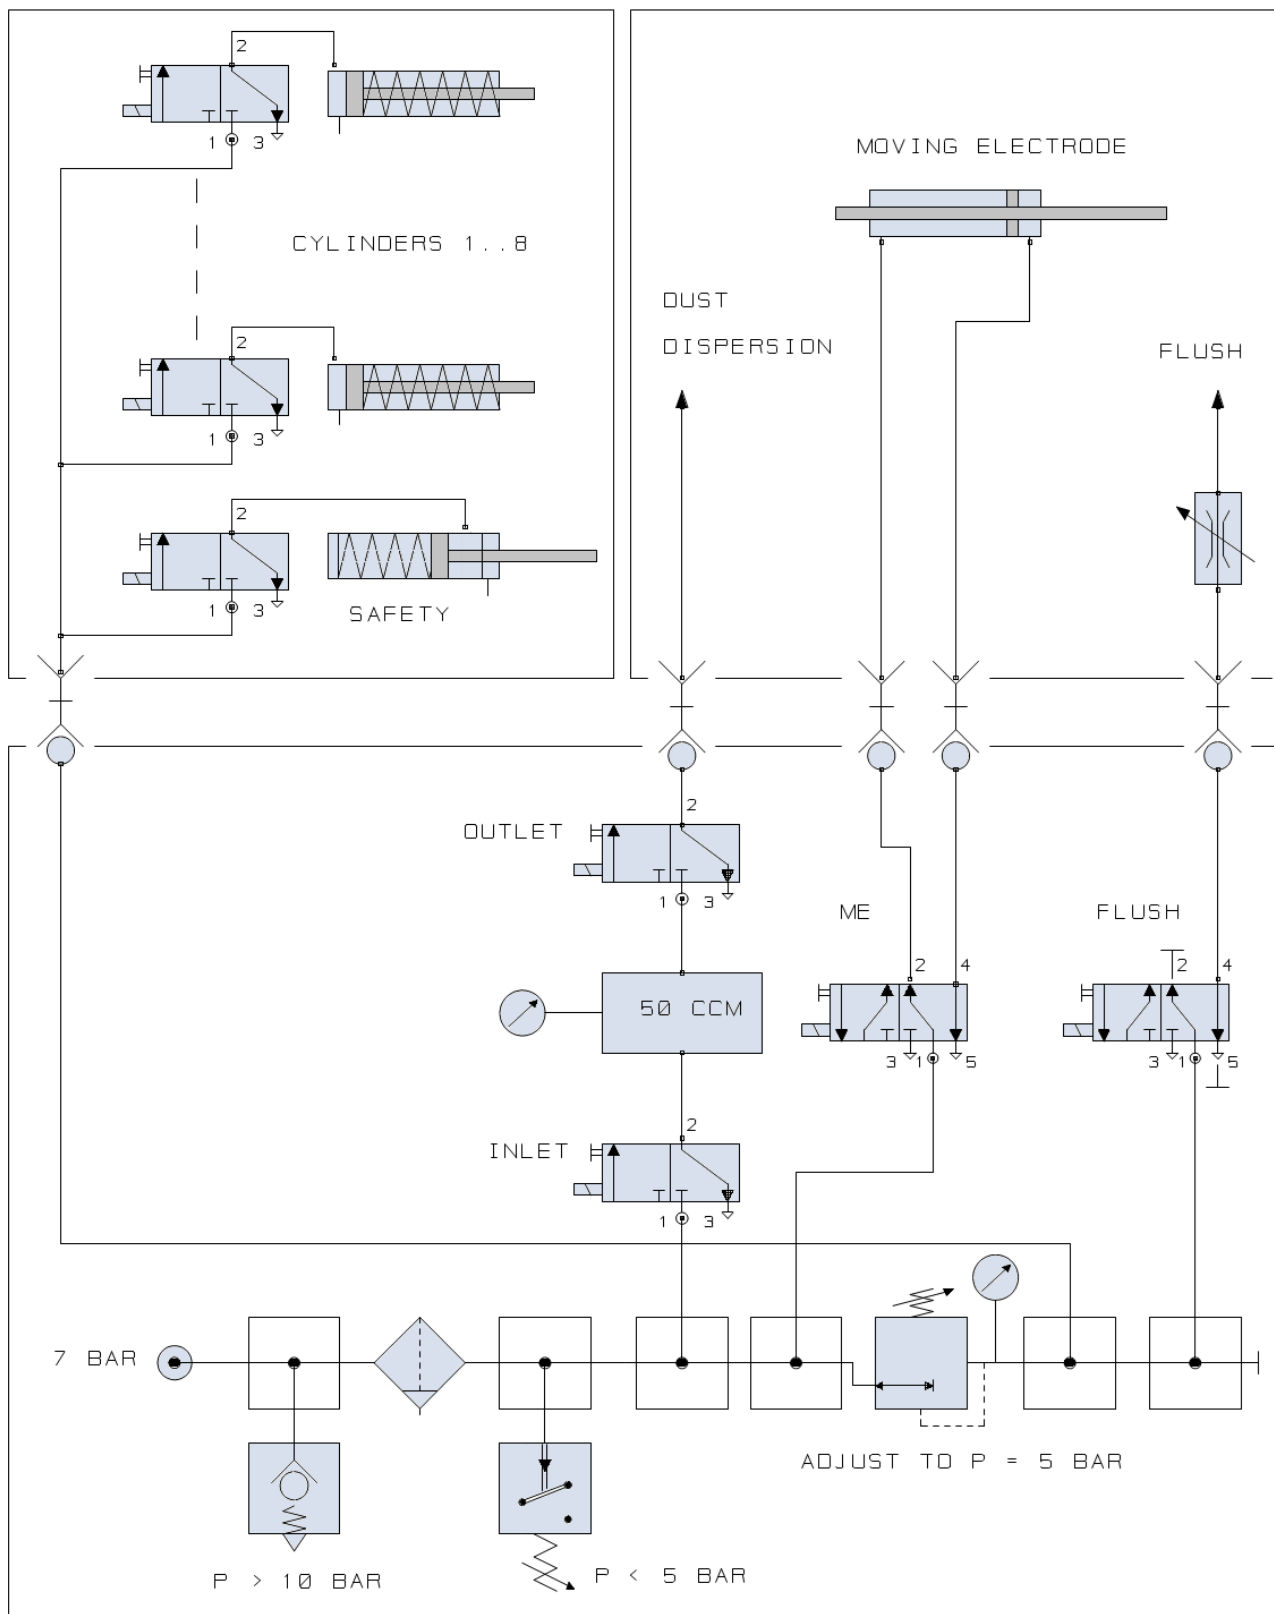 2
1 3
CYLINDERS 1..8
2
1 3
2
1 3
SAFETY
MOVING ELECTRODE
DUST
DISPERSION
FLUSH
2
OUTLET
1 3
50 CCM
2
INLET
1 3
ME
2 4
3 1 5
FLUSH
2 4
3 1 5
7 BAR
P > 10 BAR
P < 5 BAR
ADJUST TO P = 5 BAR